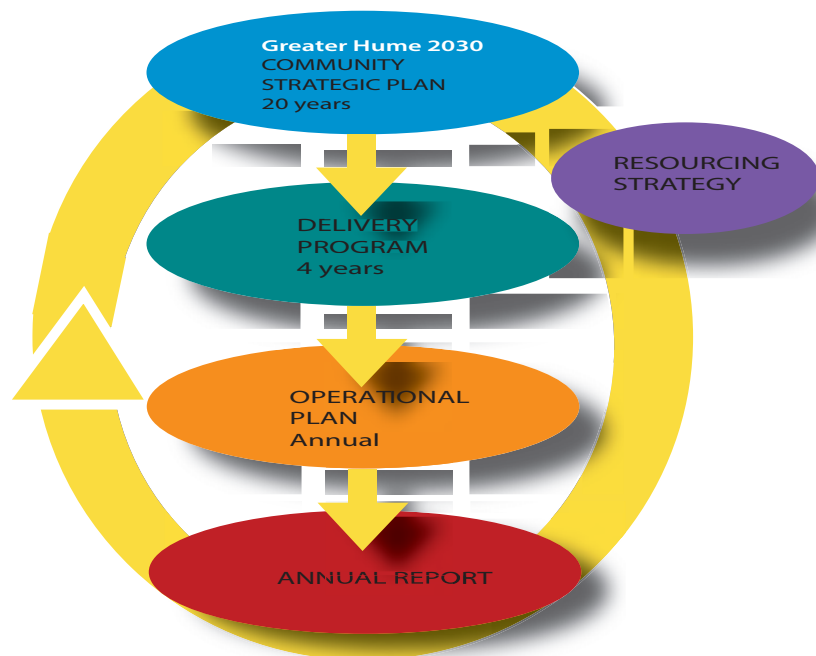 Greater Hume 2030
COMMUNITY
STRATEGIC PLAN
20 years
RESOURCING
STRATEGY
DELIVERY
PROGRAM
4 years
OPERATIONAL
PLAN
Annual
ANNUAL REPORT